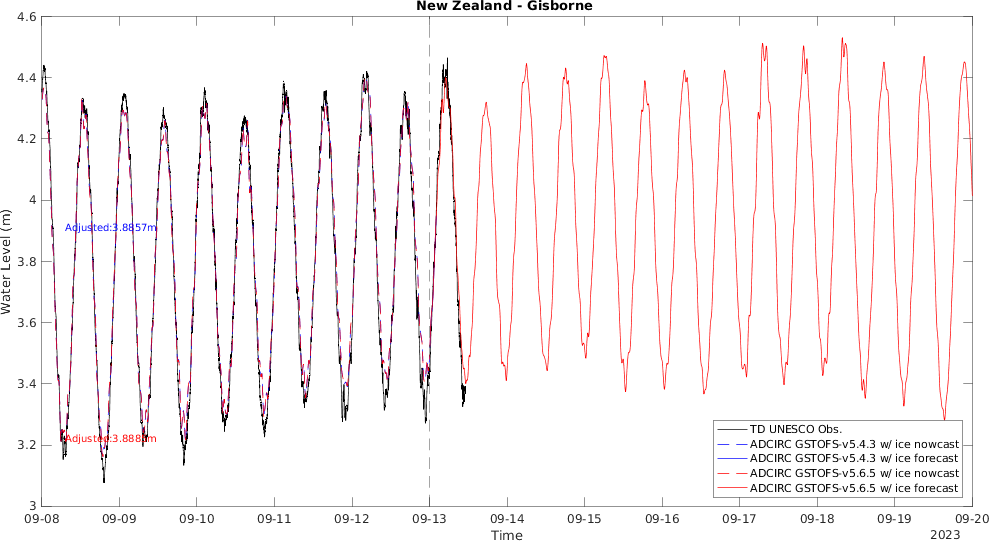 New Zealand - Gisborne
4.6
4.4
4.2
4
3.8
3.6
3.4
3.2
3
Water Level (m)
Adjusted:3.8857m
TD UNESCO Obs.
ADCIRC GSTOFS-v5.4.3 w/ ice nowcast
ADCIRC GSTOFS-v5.4.3 w/ ice forecast
ADCIRC GSTOFS-v5.6.5 w/ ice nowcast
ADCIRC GSTOFS-v5.6.5 w/ ice forecast
09-08 09-09 09-10 09-11 09-12 09-13 09-14 09-15 09-16 09-17 09-18 09-19 09-20
Time
2023